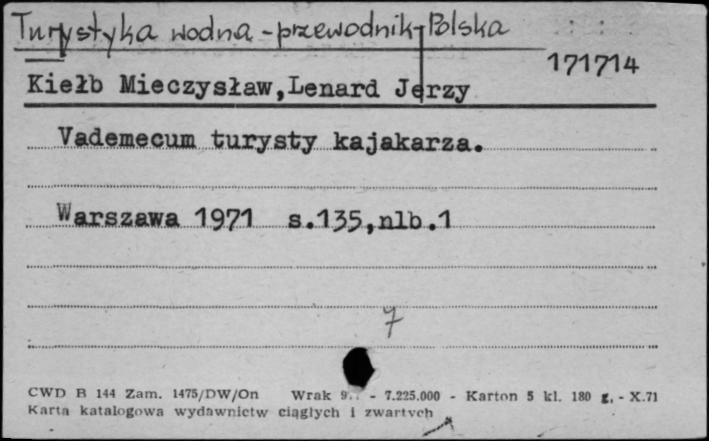 Turystyka wodna - przewodnik - Polska
171714
Kiełb Mieczysław, Lenard Jerzy
Vademecum turysty kajakarza.
Warszawa 1971 s.135,nlb.1
7
CWD B 144 Zam. 1475/DW/On Wrak - 7.225.000 - Karton 5 kl. 180 g. - X.71
Karta katalogowa wydawnictw ciągłych i zwartych